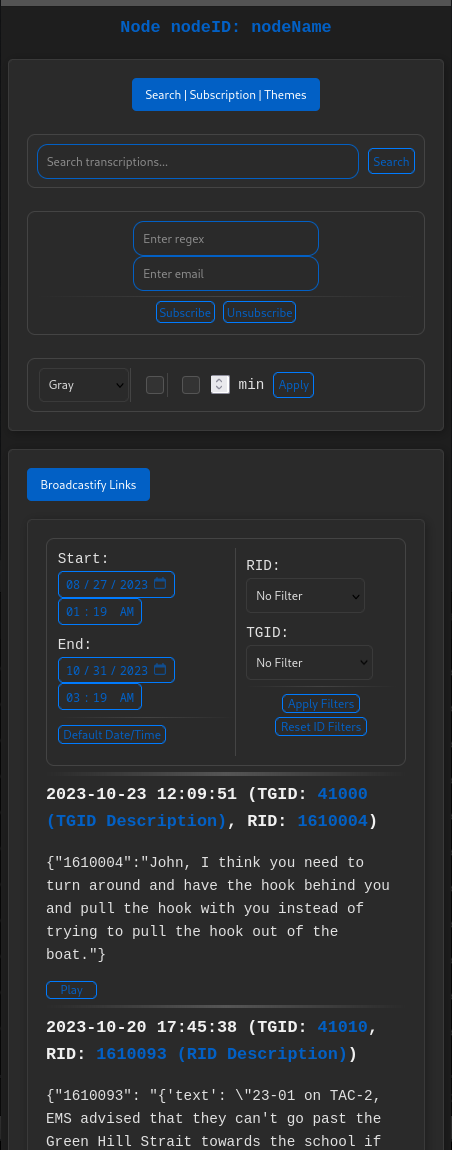 Node nodeID: nodeName
Search | Subscription | Themes
Search transcriptions...
Search
Enter regex
Enter email
Subscribe Unsubscribe
Gray min Apply
Broadcastify Links
Start:
08 / 27 / 2023
01 : 19 AM
End:
10 / 31 / 2023
03 : 19 AM
Default Date/Time
RID:
No Filter
TGID:
No Filter
Apply Filters
Reset ID Filters
2023-10-23 12:09:51 (TGID: 41000
(TGID Description), RID: 1610004)
{"1610004":"John, I think you need to
turn around and have the hook behind you
and pull the hook with you instead of
trying to pull the hook out of the
boat."}
Play
2023-10-20 17:45:38 (TGID: 41010,
RID: 1610093 (RID Description))
{"1610093": "{'text': \"23-01 on TAC-2,
EMS advised that they can't go past the
Green Hill Strait towards the school if